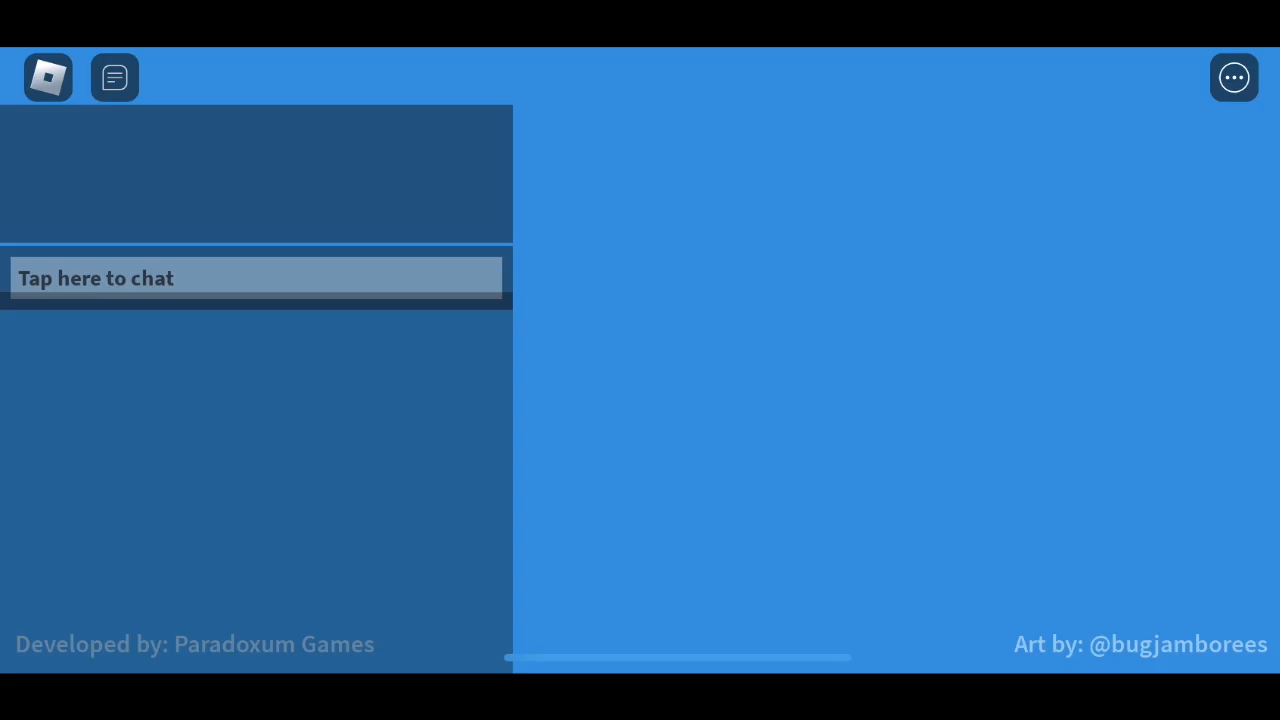 Tap here to chat
Developed by: Paradoxum Games
Art by: @bugjamborees